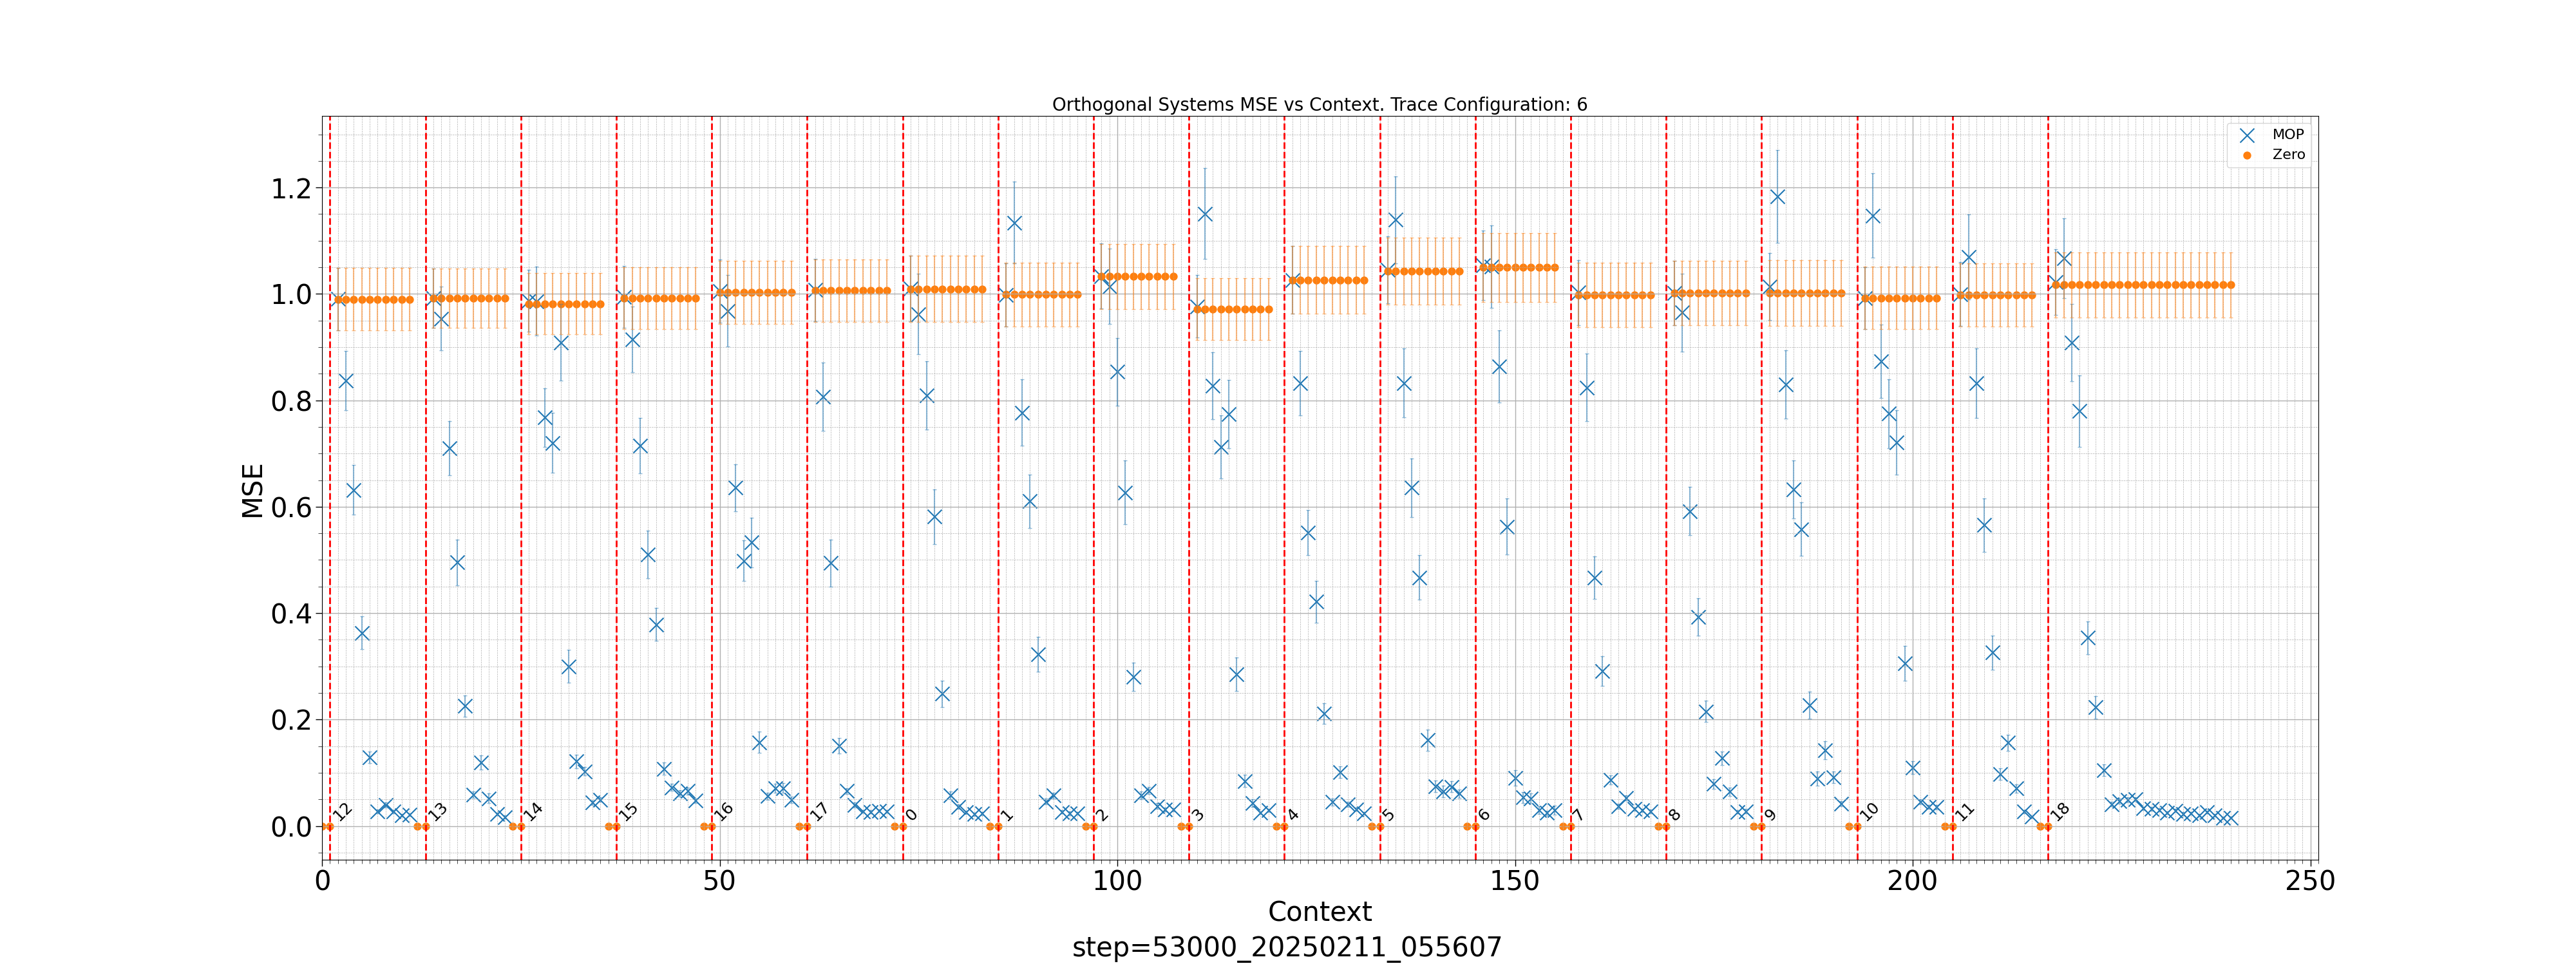 Orthogonal Systems MSE vs Context. Trace Configuration: 6
MOP
Zero
MSE
1.2
1.0
0.8
0.6
0.4
0.2
0.0
12 13 14 15 16 17 0 1 2 3 4 5 6 7 8 9 10 11 18
0 50 100 150 200 250
Context
step=53000_20250211_055607